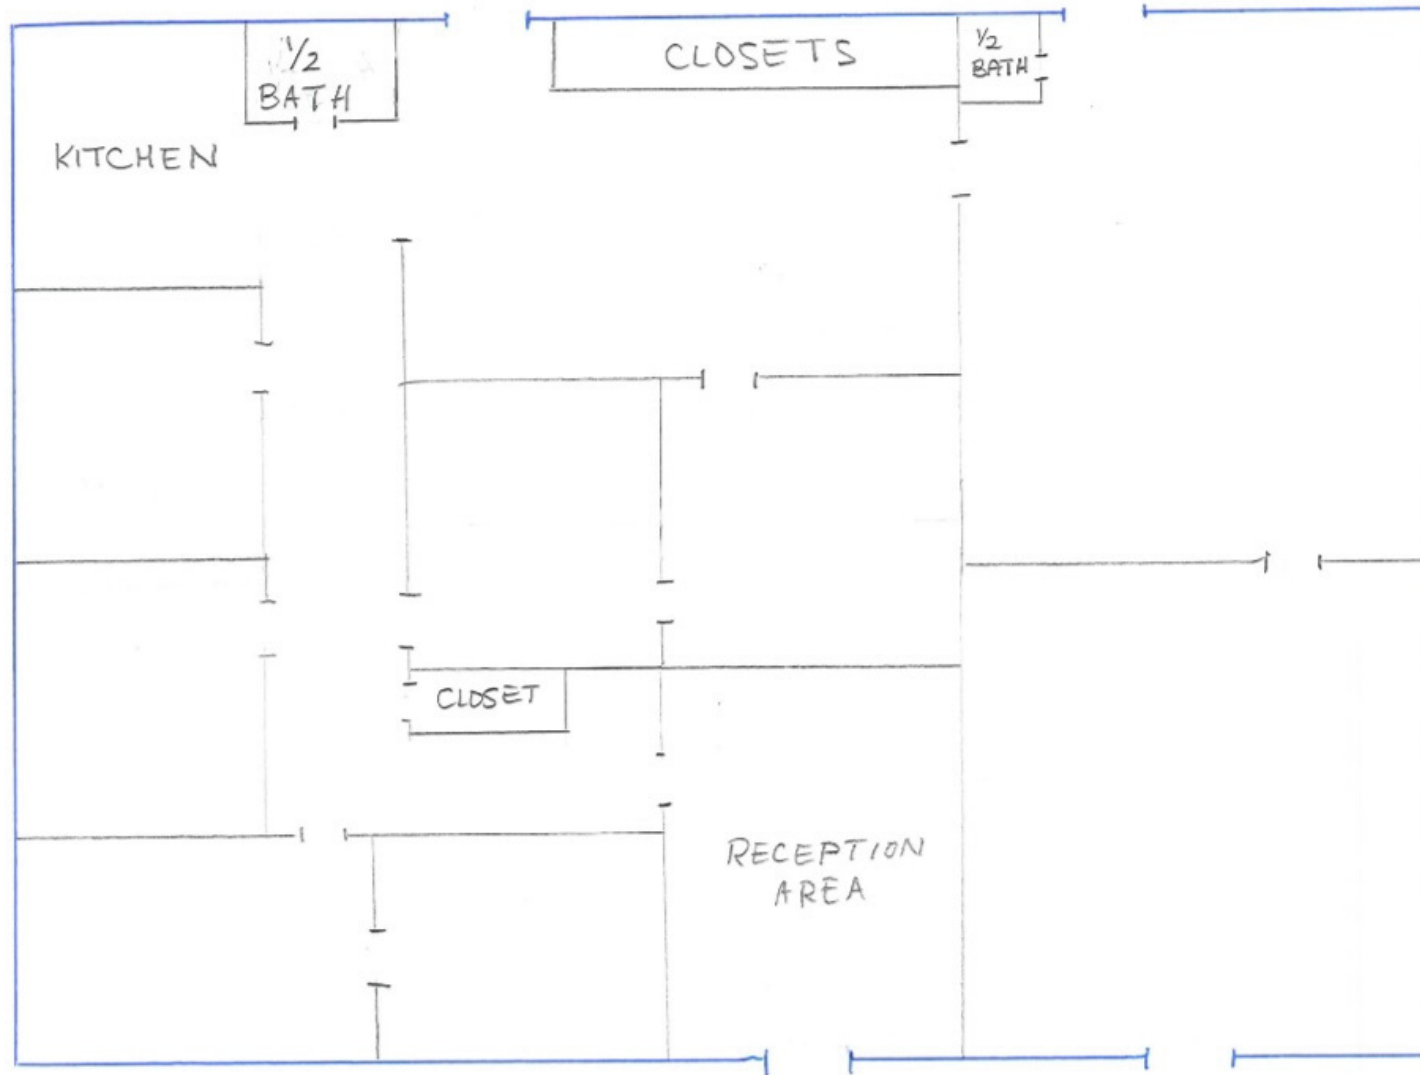 1/2
BATH
CLOSETS
1/2
BATH
KITCHEN
CLOSET
RECEPTION
AREA